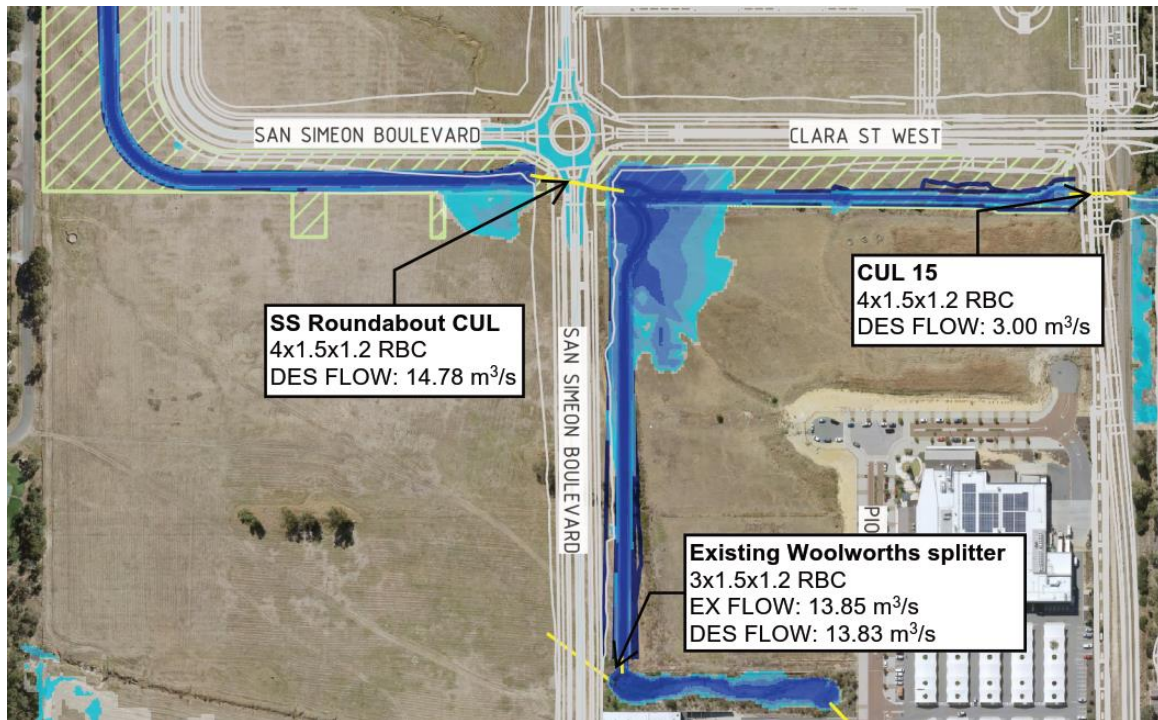 SAN SIMEON BOULEVARD
CLARA ST WEST
CUL 15
4x1.5x1.2 RBC
DES FLOW: 3.00 m³/s
SS Roundabout CUL
4x1.5x1.2 RBC
DES FLOW: 14.78 m³/s
SAN SIMEON BOULEVARD
PIO
Existing Woolworths splitter
3x1.5x1.2 RBC
EX FLOW: 13.85 m³/s
DES FLOW: 13.83 m³/s